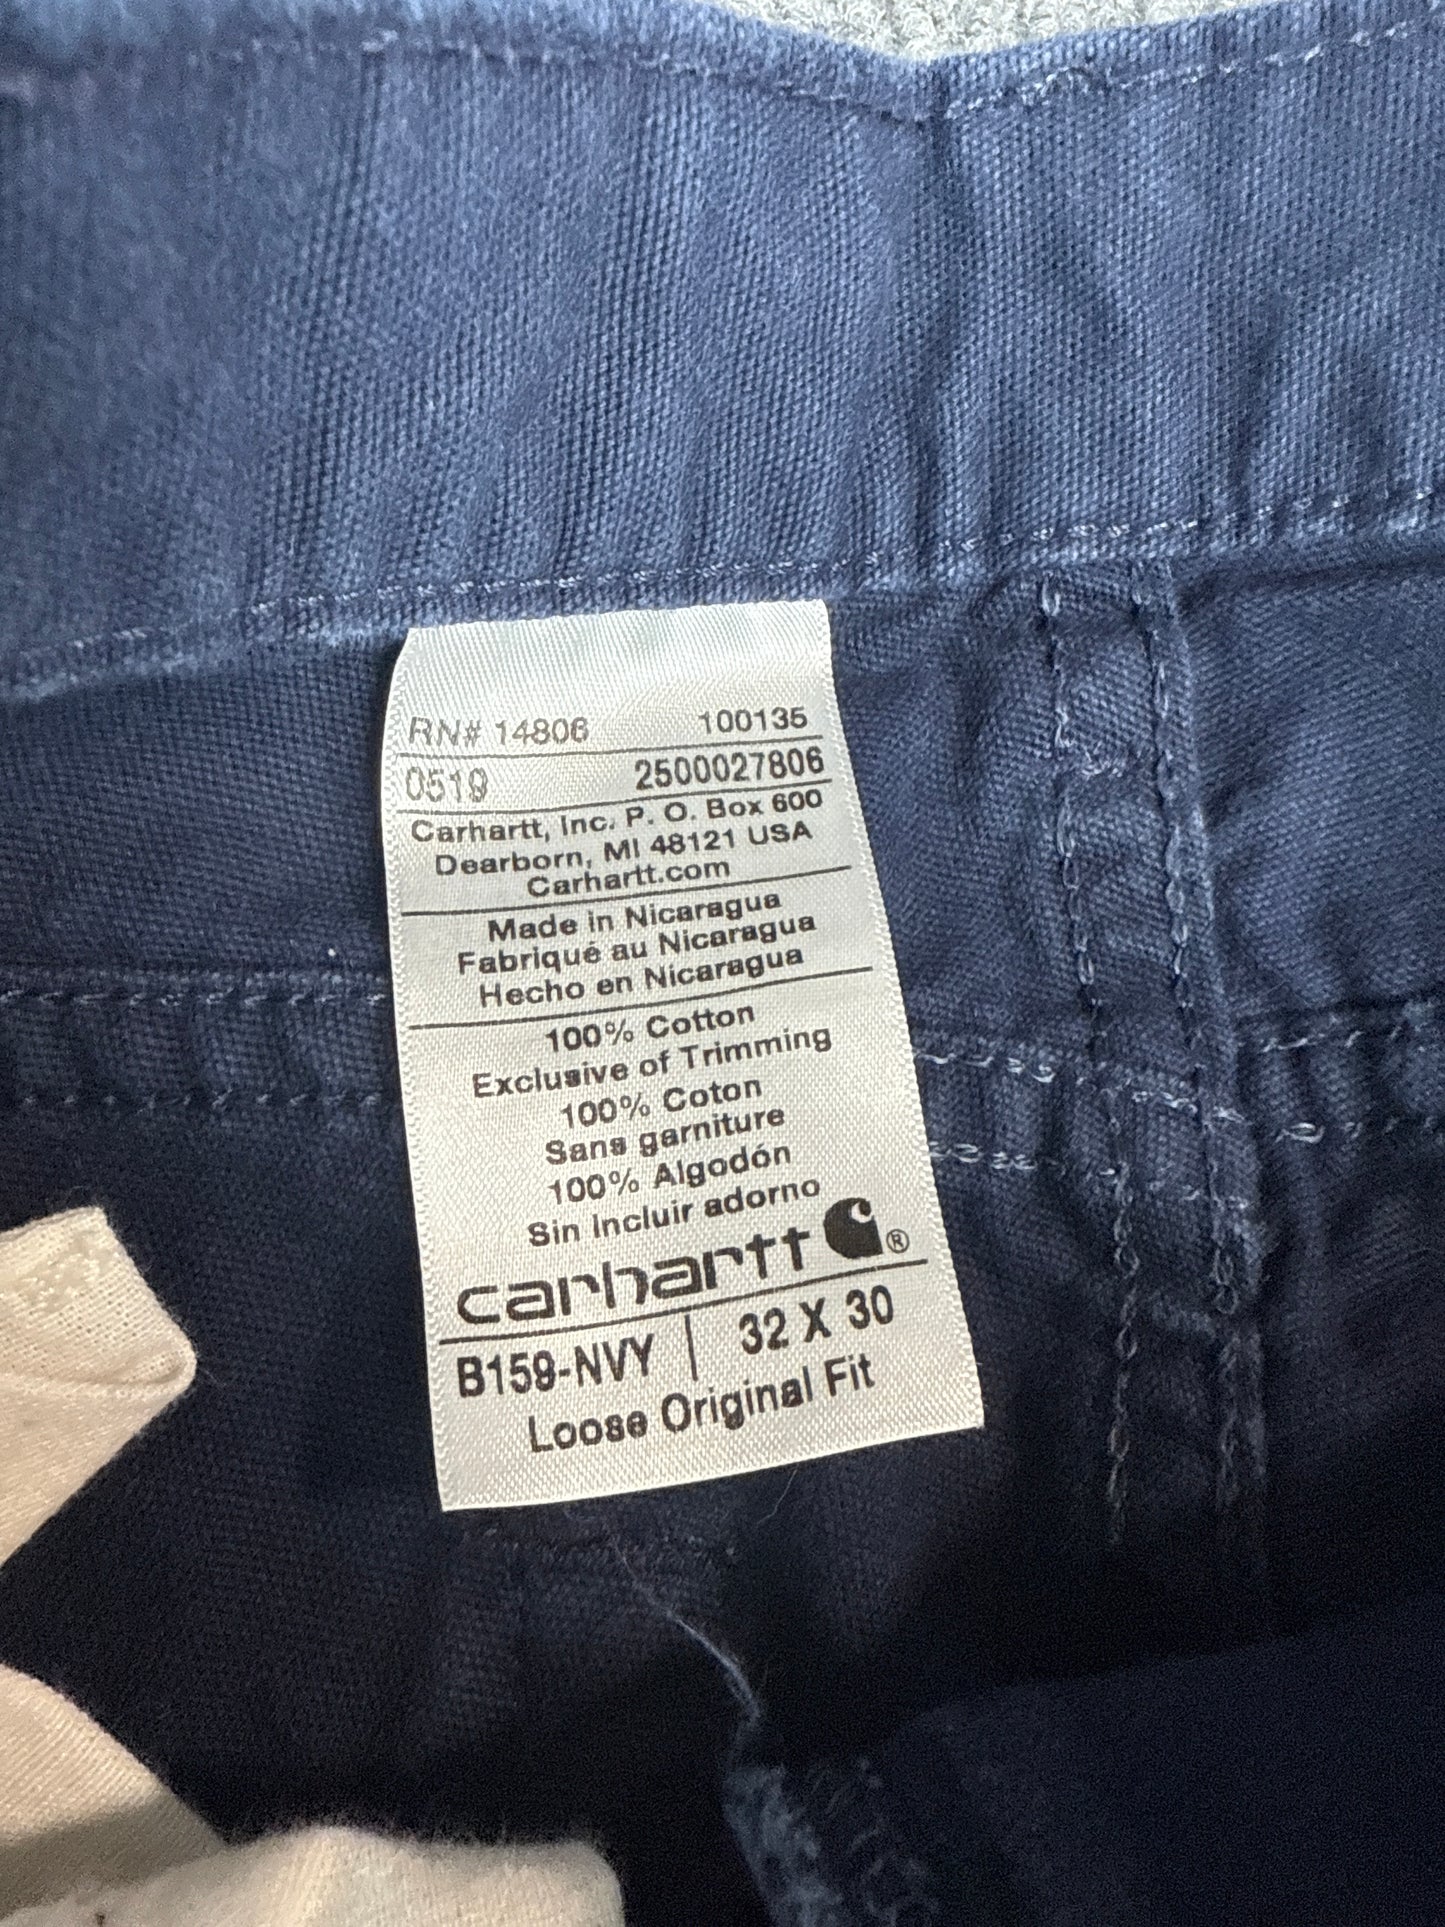 RN# 14806 100135
0519 2500027806
Carhartt, Inc. P. O. Box 600
Dearborn, MI 48121 USA
Carhartt.com
Made in Nicaragua
Fabriqué au Nicaragua
Hecho en Nicaragua
100% Cotton
Exclusive of Trimming
100% Coton
Sans garniture
100% Algodón
Sin Incluir adorno
carhartt ®
B159-NVY | 32 X 30
Loose Original Fit